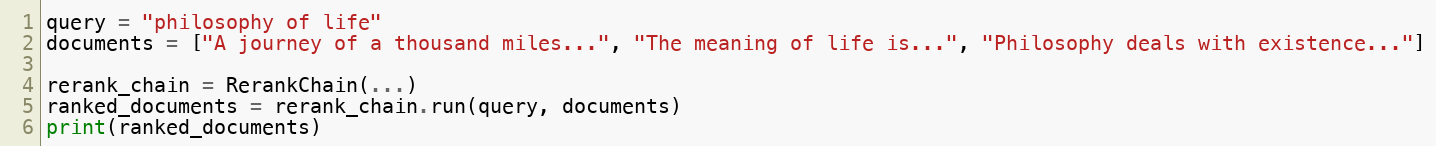 1 query = "philosophy of life"
2 documents = ["A journey of a thousand miles...", "The meaning of life is...", "Philosophy deals with existence..."]
3
4 rerank_chain = RerankChain(...)
5 ranked_documents = rerank_chain.run(query, documents)
6 print(ranked_documents)